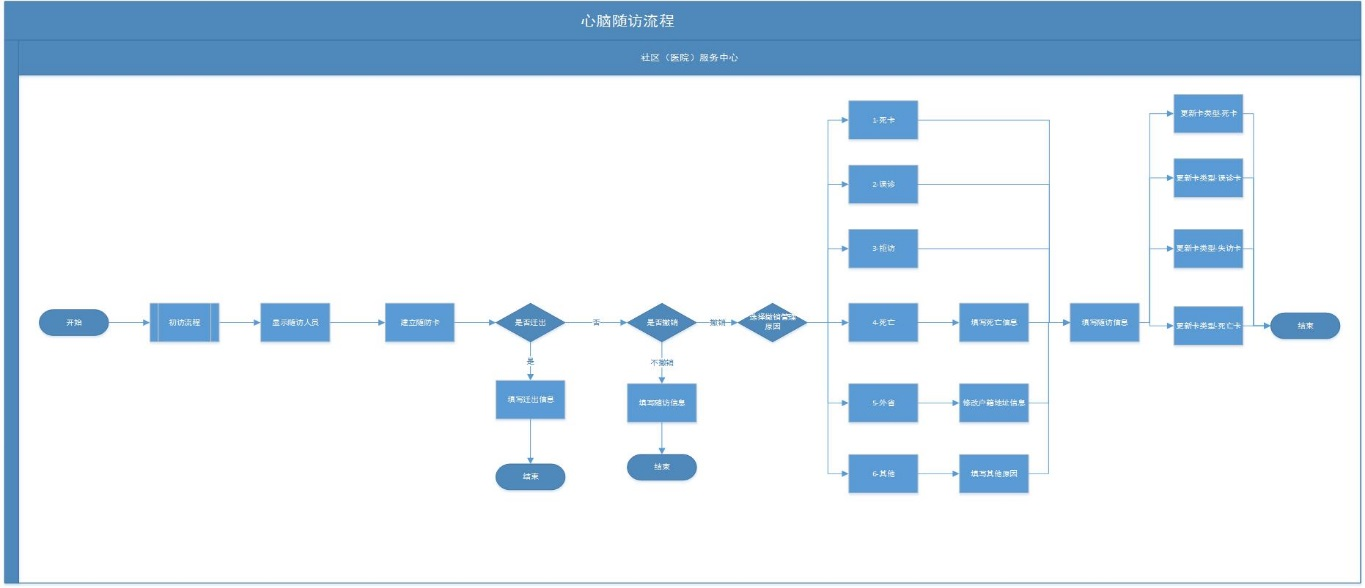 心脑随访流程
社区（医院）服务中心
开始
初访流程
显示随访人员
建立随防卡
是否迁出
否
是否撤销
撤销
选择撤销管理
原因
是
填写迁出信息
结束
不撤销
填写随访信息
结束
1-死卡
2-误诊
3-拒访
4-死亡
填写死亡信息
5-外省
修改户籍地址信息
6-其他
填写其他原因
填写随访信息
更新卡类型-死卡
更新卡类型-误诊卡
更新卡类型-失访卡
更新卡类型-死亡卡
结束